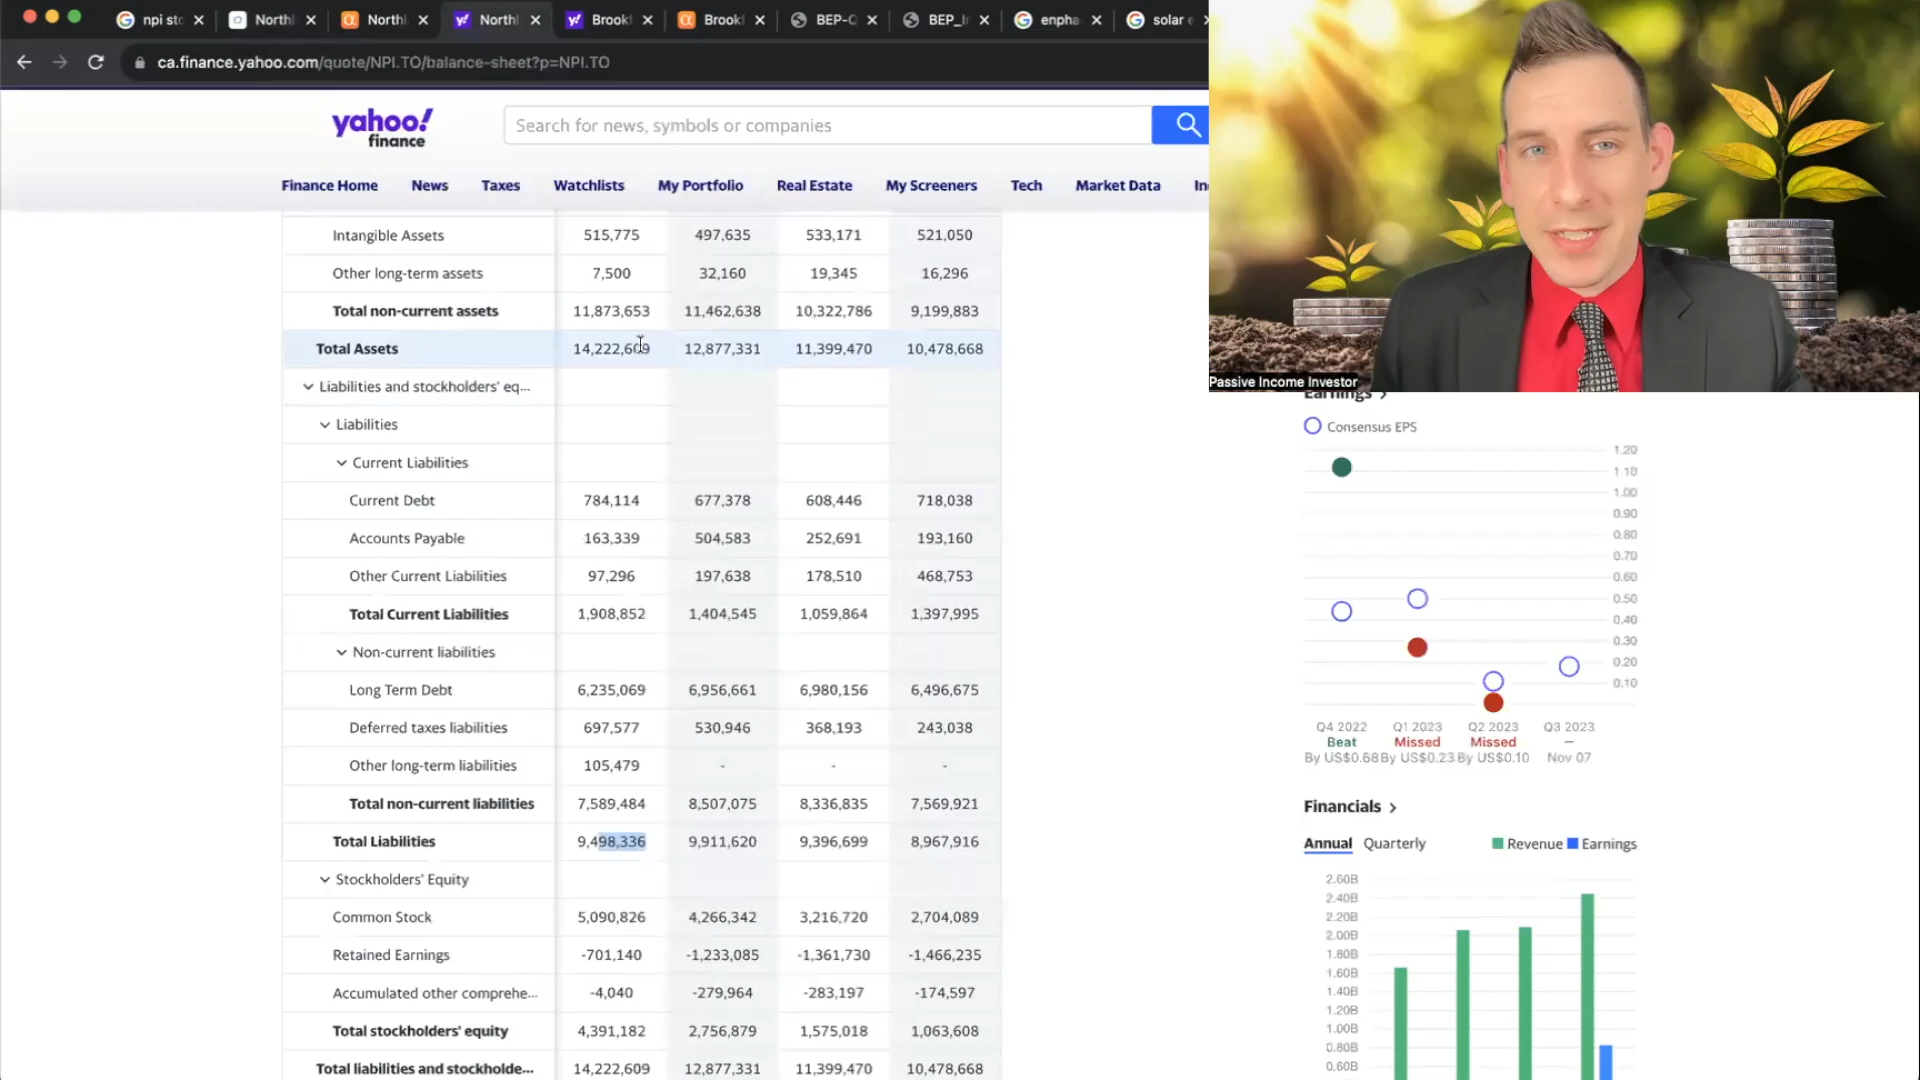 npi st
North
North
North
Brook
Brook
BEP-Q
BEP_I
enpha
solar e
ca.finance.yahoo.com/quote/NPI.TO/balance-sheet?p=NPI.TO
yahoo!
finance
Search for news, symbols or companies
Finance Home News Taxes Watchlists My Portfolio Real Estate My Screeners Tech Market Data In
Intangible Assets 515,775 497,635 533,171 521,050
Other long-term assets 7,500 32,160 19,345 16,296
Total non-current assets 11,873,653 11,462,638 10,322,786 9,199,883
Total Assets 14,222,609 12,877,331 11,399,470 10,478,668
Liabilities and stockholders' eq...
Liabilities
Current Liabilities
Current Debt 784,114 677,378 608,446 718,038
Accounts Payable 163,339 504,583 252,691 193,160
Other Current Liabilities 97,296 197,638 178,510 468,753
Total Current Liabilities 1,908,852 1,404,545 1,059,864 1,397,995
Non-current liabilities
Long Term Debt 6,235,069 6,956,661 6,980,156 6,496,675
Deferred taxes liabilities 697,577 530,946 368,193 243,038
Other long-term liabilities 105,479 - - -
Total non-current liabilities 7,589,484 8,507,075 8,336,835 7,569,921
Total Liabilities 9,498,336 9,911,620 9,396,699 8,967,916
Stockholders' Equity
Common Stock 5,090,826 4,266,342 3,216,720 2,704,089
Retained Earnings -701,140 -1,233,085 -1,361,730 -1,466,235
Accumulated other comprehe... -4,040 -279,964 -283,197 -174,597
Total stockholders' equity 4,391,182 2,756,879 1,575,018 1,063,608
Total liabilities and stockholde... 14,222,609 12,877,331 11,399,470 10,478,668
Passive Income Investor
Earnings >
Consensus EPS
1.20
1.10
1.00
0.90
0.80
0.70
0.60
0.50
0.40
0.30
0.20
0.10
Q4 2022 Q1 2023 Q2 2023 Q3 2023
Beat Missed Missed –
By US$0.68 By US$0.23 By US$0.10 Nov 07
Financials >
Annual Quarterly Revenue Earnings
2.60B
2.40B
2.20B
2.00B
1.80B
1.60B
1.40B
1.20B
1.00B
0.80B
0.60B